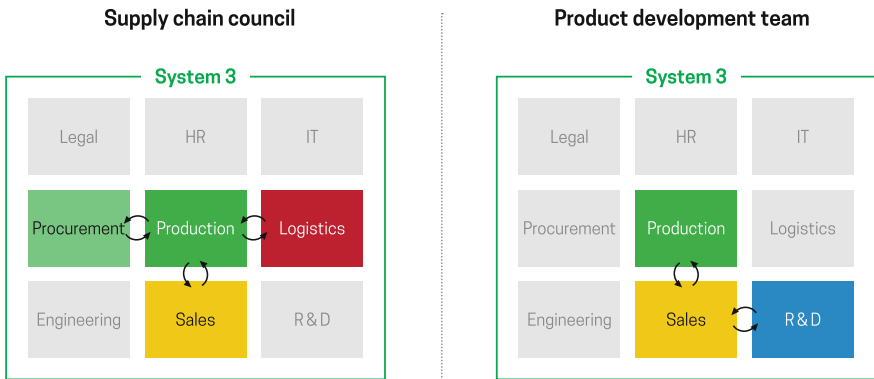 Supply chain council
System 3
Legal
HR
IT
Procurement
Production
Logistics
Engineering
Sales
R & D
Product development team
System 3
Legal
HR
IT
Procurement
Production
Logistics
Engineering
Sales
R & D